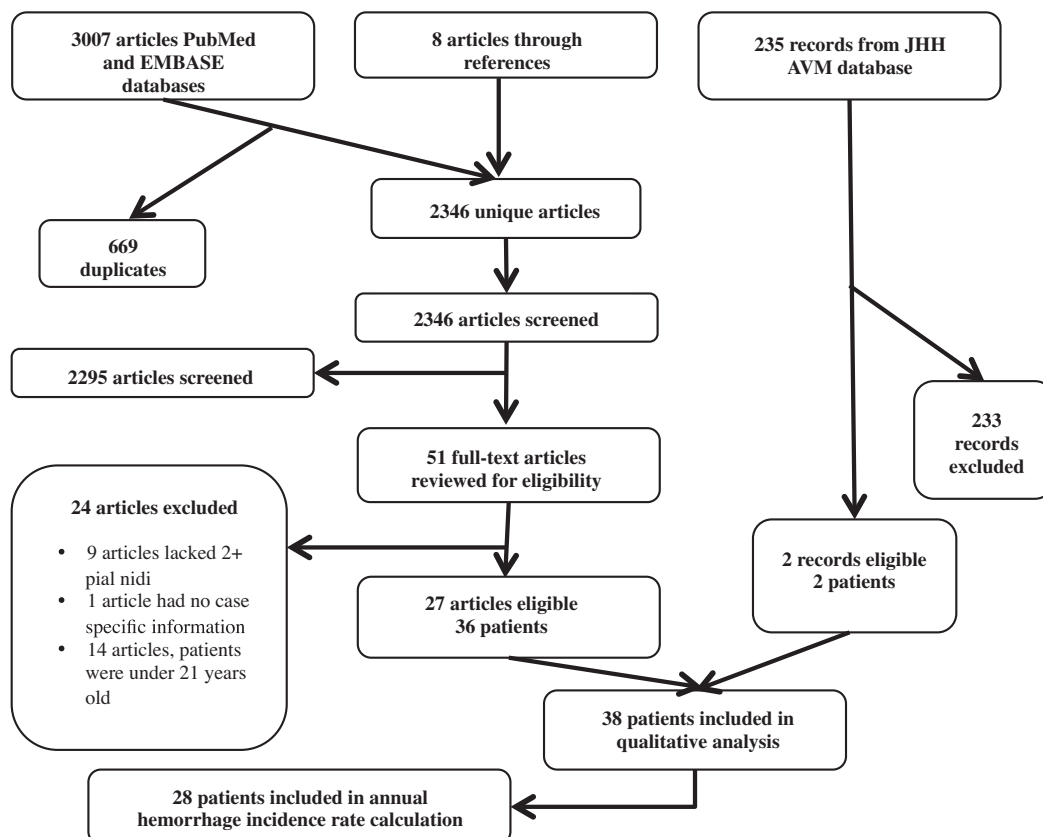 3007 articles PubMed
and EMBASE
databases
8 articles through
references
235 records from JHH
AVM database
2346 unique articles
669
duplicates
2346 articles screened
2295 articles screened
233
records
excluded
51 full-text articles
reviewed for eligibility
24 articles excluded
• 9 articles lacked 2+
pial nidi
• 1 article had no case
specific information
• 14 articles, patients
were under 21 years
old
2 records eligible
2 patients
27 articles eligible
36 patients
38 patients included in
qualitative analysis
28 patients included in annual
hemorrhage incidence rate calculation